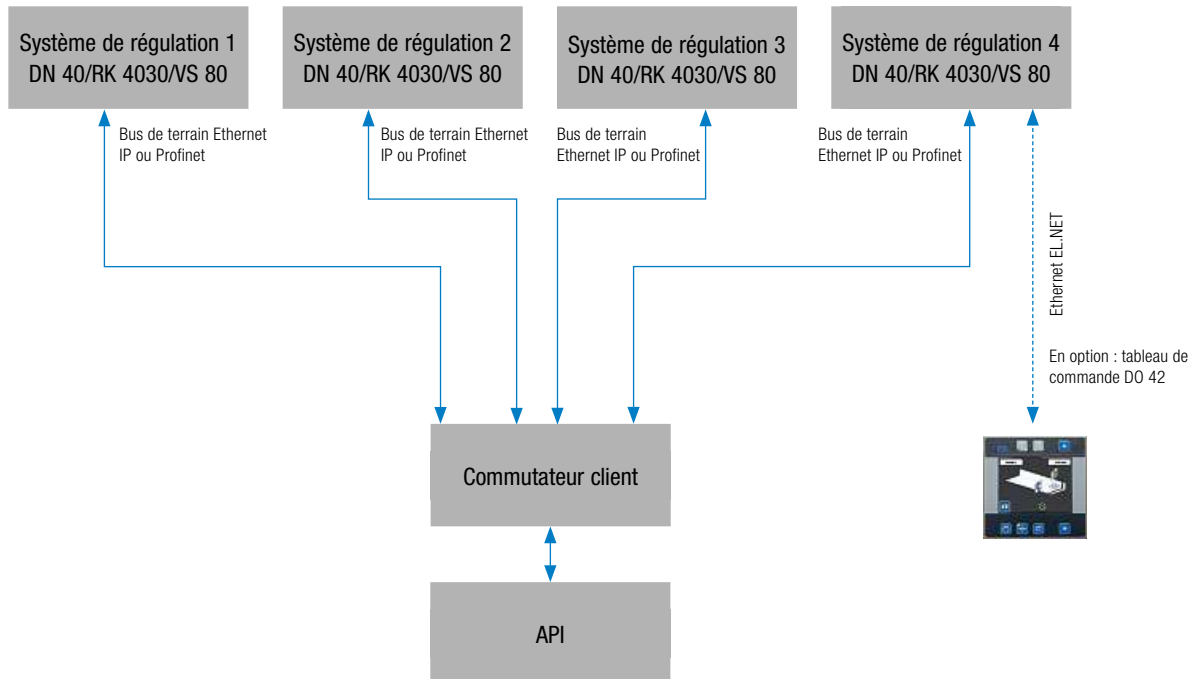 Système de régulation 1
DN 40/RK 4030/VS 80
Système de régulation 2
DN 40/RK 4030/VS 80
Système de régulation 3
DN 40/RK 4030/VS 80
Système de régulation 4
DN 40/RK 4030/VS 80
Bus de terrain Ethernet
IP ou Profinet
Bus de terrain Ethernet
IP ou Profinet
Bus de terrain
Ethernet IP ou Profinet
Bus de terrain
Ethernet IP ou Profinet
Ethernet EL.NET
En option : tableau de
commande DO 42
Commutateur client
API